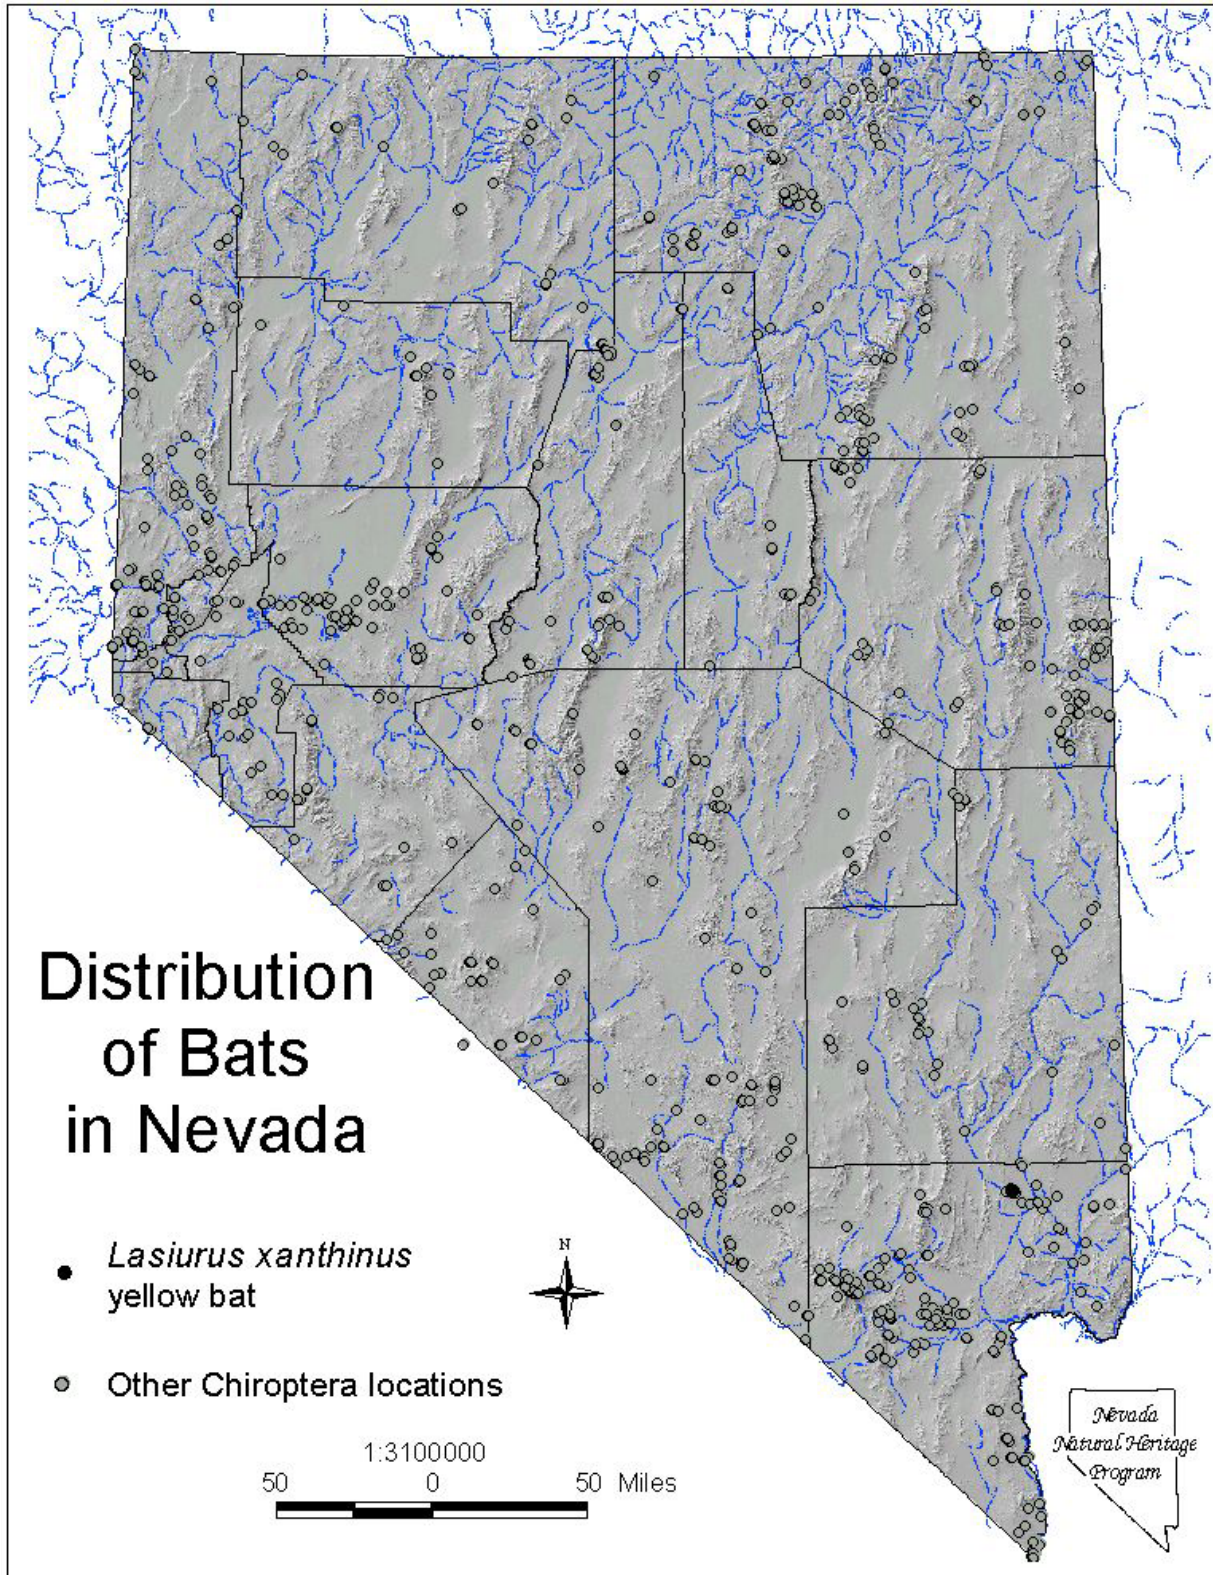 Distribution
of Bats
in Nevada
Lasiurus xanthinus
yellow bat
N
Other Chiroptera locations
1:3100000
50 0 50 Miles
Nevada
Natural Heritage
Program